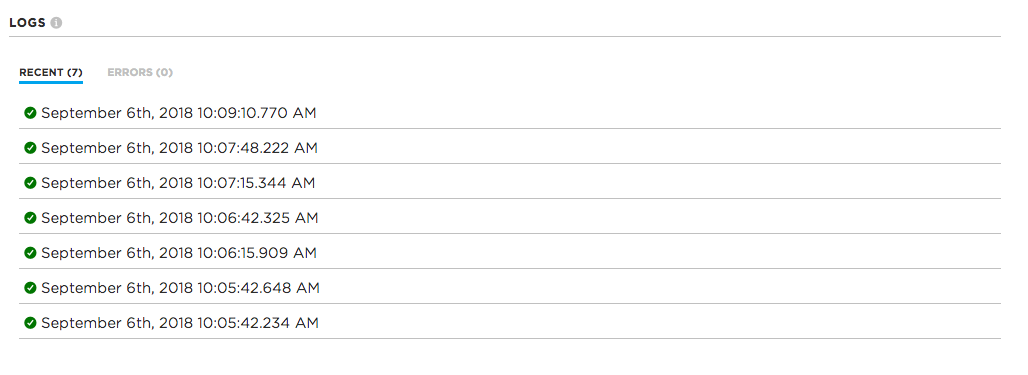 LOGS
RECENT (7) ERRORS (0)
September 6th, 2018 10:09:10.770 AM
September 6th, 2018 10:07:48.222 AM
September 6th, 2018 10:07:15.344 AM
September 6th, 2018 10:06:42.325 AM
September 6th, 2018 10:06:15.909 AM
September 6th, 2018 10:05:42.648 AM
September 6th, 2018 10:05:42.234 AM